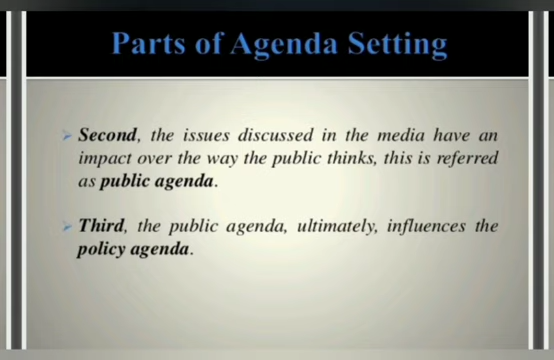 Parts of Agenda Setting
Second, the issues discussed in the media have an
impact over the way the public thinks, this is referred
as public agenda.
Third, the public agenda, ultimately, influences the
policy agenda.